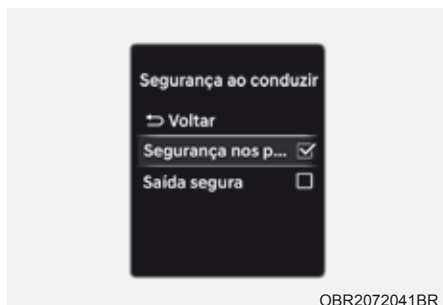 Segurança ao conduzir
⮌ Voltar
Segurança nos p...
Saída segura
OBR2072041BR